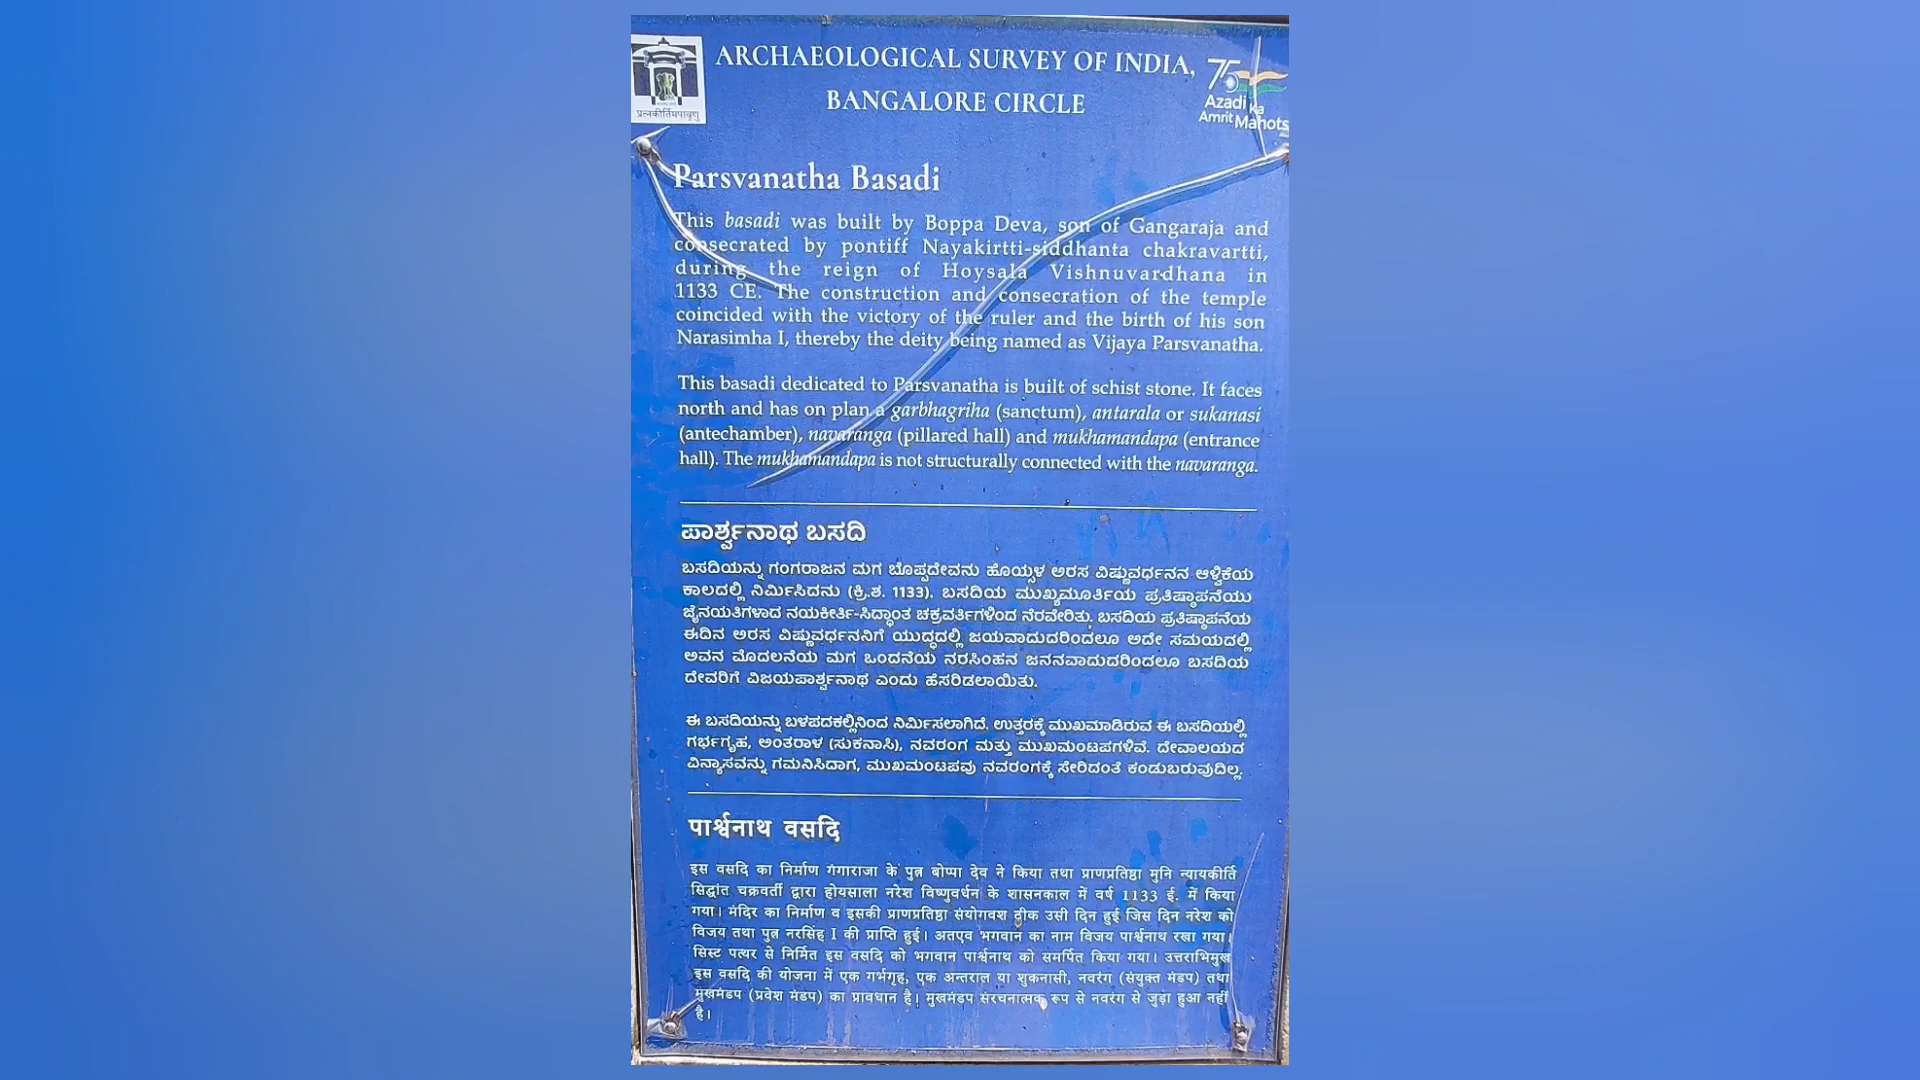 ARCHAEOLOGICAL SURVEY OF INDIA,
BANGALORE CIRCLE
प्रत्नकीर्तिमपावृणु
75
Azadi Ka
Amrit Mahots
Parsvanatha Basadi
This basadi was built by Boppa Deva, son of Gangaraja and
consecrated by pontiff Nayakirtti-siddhanta chakravartti,
during the reign of Hoysala Vishnuvardhana in
1133 CE. The construction and consecration of the temple
coincided with the victory of the ruler and the birth of his son
Narasimha I, thereby the deity being named as Vijaya Parsvanatha.
This basadi dedicated to Parsvanatha is built of schist stone. It faces
north and has on plan a garbhagriha (sanctum), antarala or sukanasi
(antechamber), navaranga (pillared hall) and mukhamandapa (entrance
hall). The mukhamandapa is not structurally connected with the navaranga.
ಪಾರ್ಶ್ವನಾಥ ಬಸದಿ
ಬಸದಿಯನ್ನು ಗಂಗರಾಜನ ಮಗ ಬೊಪ್ಪದೇವನು ಹೊಯ್ಸಳ ಅರಸ ವಿಷ್ಣುವರ್ಧನನ ಆಳ್ವಿಕೆಯ
ಕಾಲದಲ್ಲಿ ನಿರ್ಮಿಸಿದನು (ಕ್ರಿ.ಶ. 1133). ಬಸದಿಯ ಮುಖ್ಯಮೂರ್ತಿಯ ಪ್ರತಿಷ್ಠಾಪನೆಯು
ಜೈನಯತಿಗಳಾದ ನಯಕೀರ್ತಿ-ಸಿದ್ಧಾಂತ ಚಕ್ರವರ್ತಿಗಳಿಂದ ನೆರವೇರಿತು. ಬಸದಿಯ ಪ್ರತಿಷ್ಠಾಪನೆಯ
ಈದಿನ ಅರಸ ವಿಷ್ಣುವರ್ಧನನಿಗೆ ಯುದ್ಧದಲ್ಲಿ ಜಯವಾದುದರಿಂದಲೂ ಅದೇ ಸಮಯದಲ್ಲಿ
ಅವನ ಮೊದಲನೆಯ ಮಗ ಒಂದನೆಯ ನರಸಿಂಹನ ಜನನವಾದುದರಿಂದಲೂ ಬಸದಿಯ
ದೇವರಿಗೆ ವಿಜಯಪಾರ್ಶ್ವನಾಥ ಎಂದು ಹೆಸರಿಡಲಾಯಿತು.
ಈ ಬಸದಿಯನ್ನು ಬಳಪದಕಲ್ಲಿನಿಂದ ನಿರ್ಮಿಸಲಾಗಿದೆ. ಉತ್ತರಕ್ಕೆ ಮುಖಮಾಡಿರುವ ಈ ಬಸದಿಯಲ್ಲಿ
ಗರ್ಭಗೃಹ, ಅಂತರಾಳ (ಸುಕನಾಸಿ), ನವರಂಗ ಮತ್ತು ಮುಖಮಂಟಪಗಳಿವೆ. ದೇವಾಲಯದ
ವಿನ್ಯಾಸವನ್ನು ಗಮನಿಸಿದಾಗ, ಮುಖಮಂಟಪವು ನವರಂಗಕ್ಕೆ ಸೇರಿದಂತೆ ಕಂಡುಬರುವುದಿಲ್ಲ.
पार्श्वनाथ वसदि
इस वसदि का निर्माण गंगाराजा के पुत्र बोप्पा देव ने किया तथा प्राणप्रतिष्ठा मुनि न्यायकीर्ति
सिद्धांत चक्रवर्ती द्वारा होयसाला नरेश विष्णुवर्धन के शासनकाल में वर्ष 1133 ई. में किया
गया। मंदिर का निर्माण व इसकी प्राणप्रतिष्ठा संयोगवश ठीक उसी दिन हुई जिस दिन नरेश को
विजय तथा पुत्र नरसिंह I की प्राप्ति हुई। अतएव भगवान का नाम विजय पार्श्वनाथ रखा गया।
सिस्ट पत्थर से निर्मित इस वसदि को भगवान पार्श्वनाथ को समर्पित किया गया। उत्तराभिमुख
इस वसदि की योजना में एक गर्भगृह, एक अन्तराल या शुकनासी, नवरंग (संयुक्त मंडप) तथा
मुखमंडप (प्रवेश मंडप) का प्रावधान है। मुखमंडप संरचनात्मक रूप से नवरंग से जुड़ा हुआ नहीं
है।